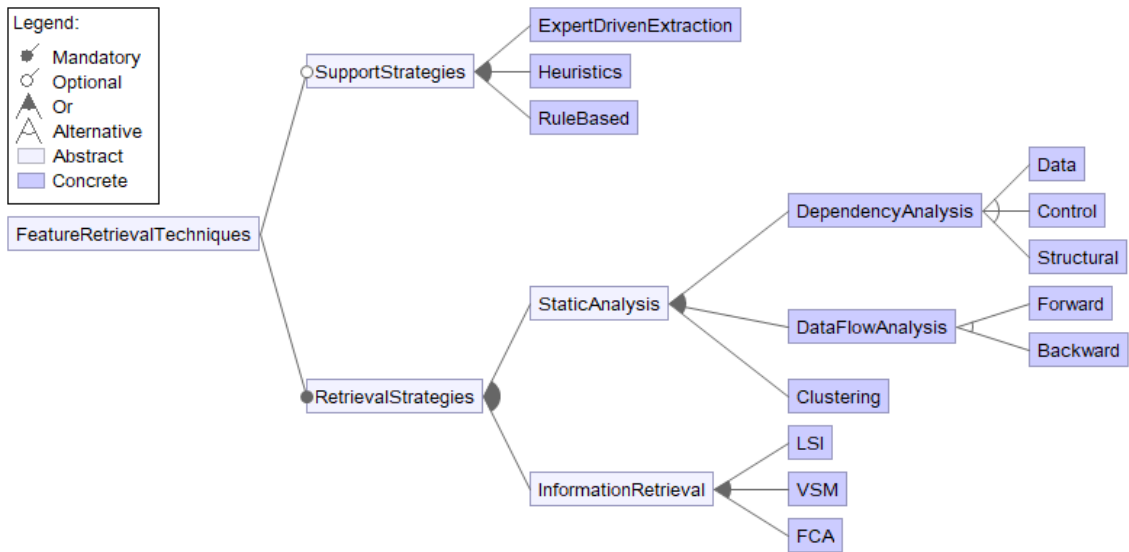 Legend:
Mandatory
Optional
Or
Alternative
Abstract
Concrete
FeatureRetrievalTechniques
SupportStrategies
ExpertDrivenExtraction
Heuristics
RuleBased
RetrievalStrategies
StaticAnalysis
DependencyAnalysis
Data
Control
Structural
DataFlowAnalysis
Forward
Backward
Clustering
InformationRetrieval
LSI
VSM
FCA